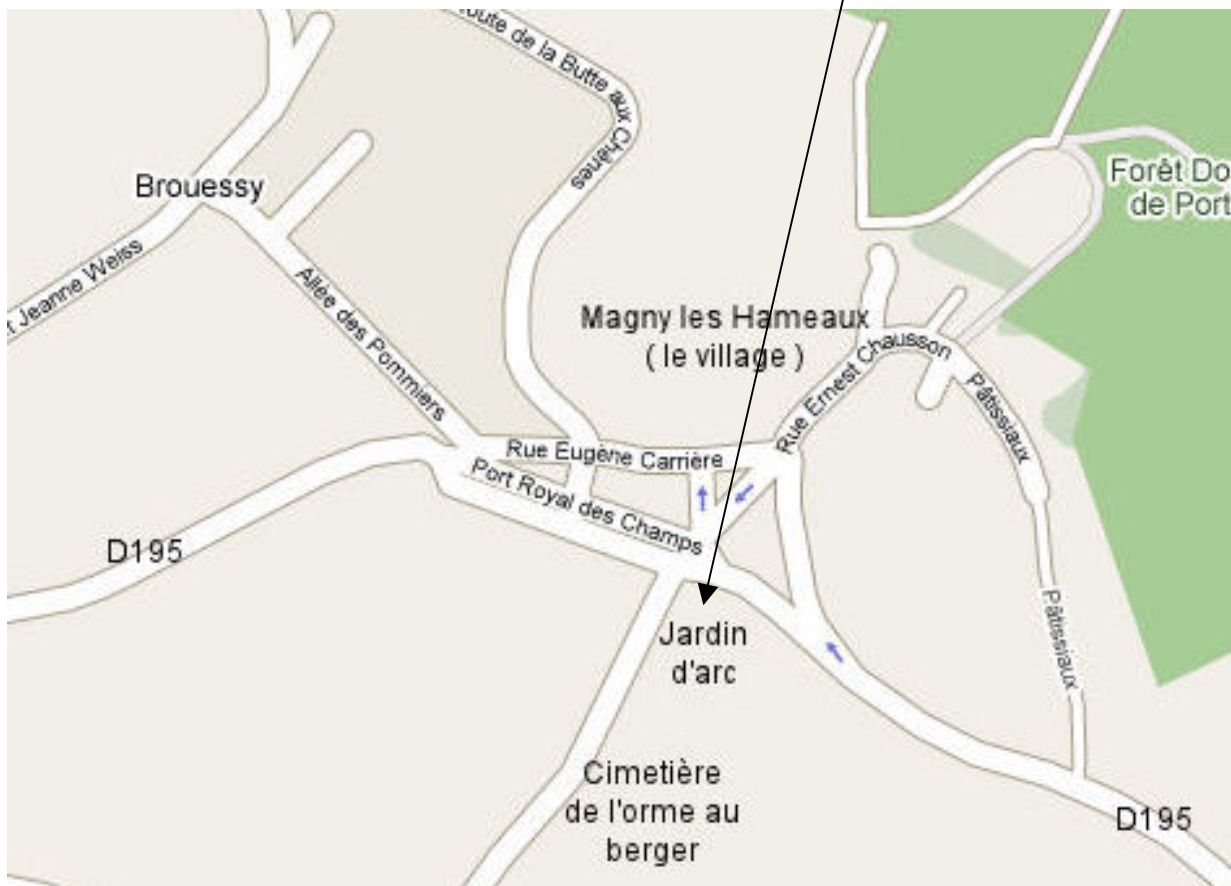 oute de la Butte aux Chênes
Forêt Do
de Port
Brouessy
t Jeanne Weiss
Allée des Pommiers
Magny les Hameaux
( le village )
Rue Ernest Chausson
Pâtissiaux
Rue Eugène Carrière
Port Royal des Champs
D195
Pâtissiaux
Jardin
d'arc
Cimetière
de l'orme au
berger
D195